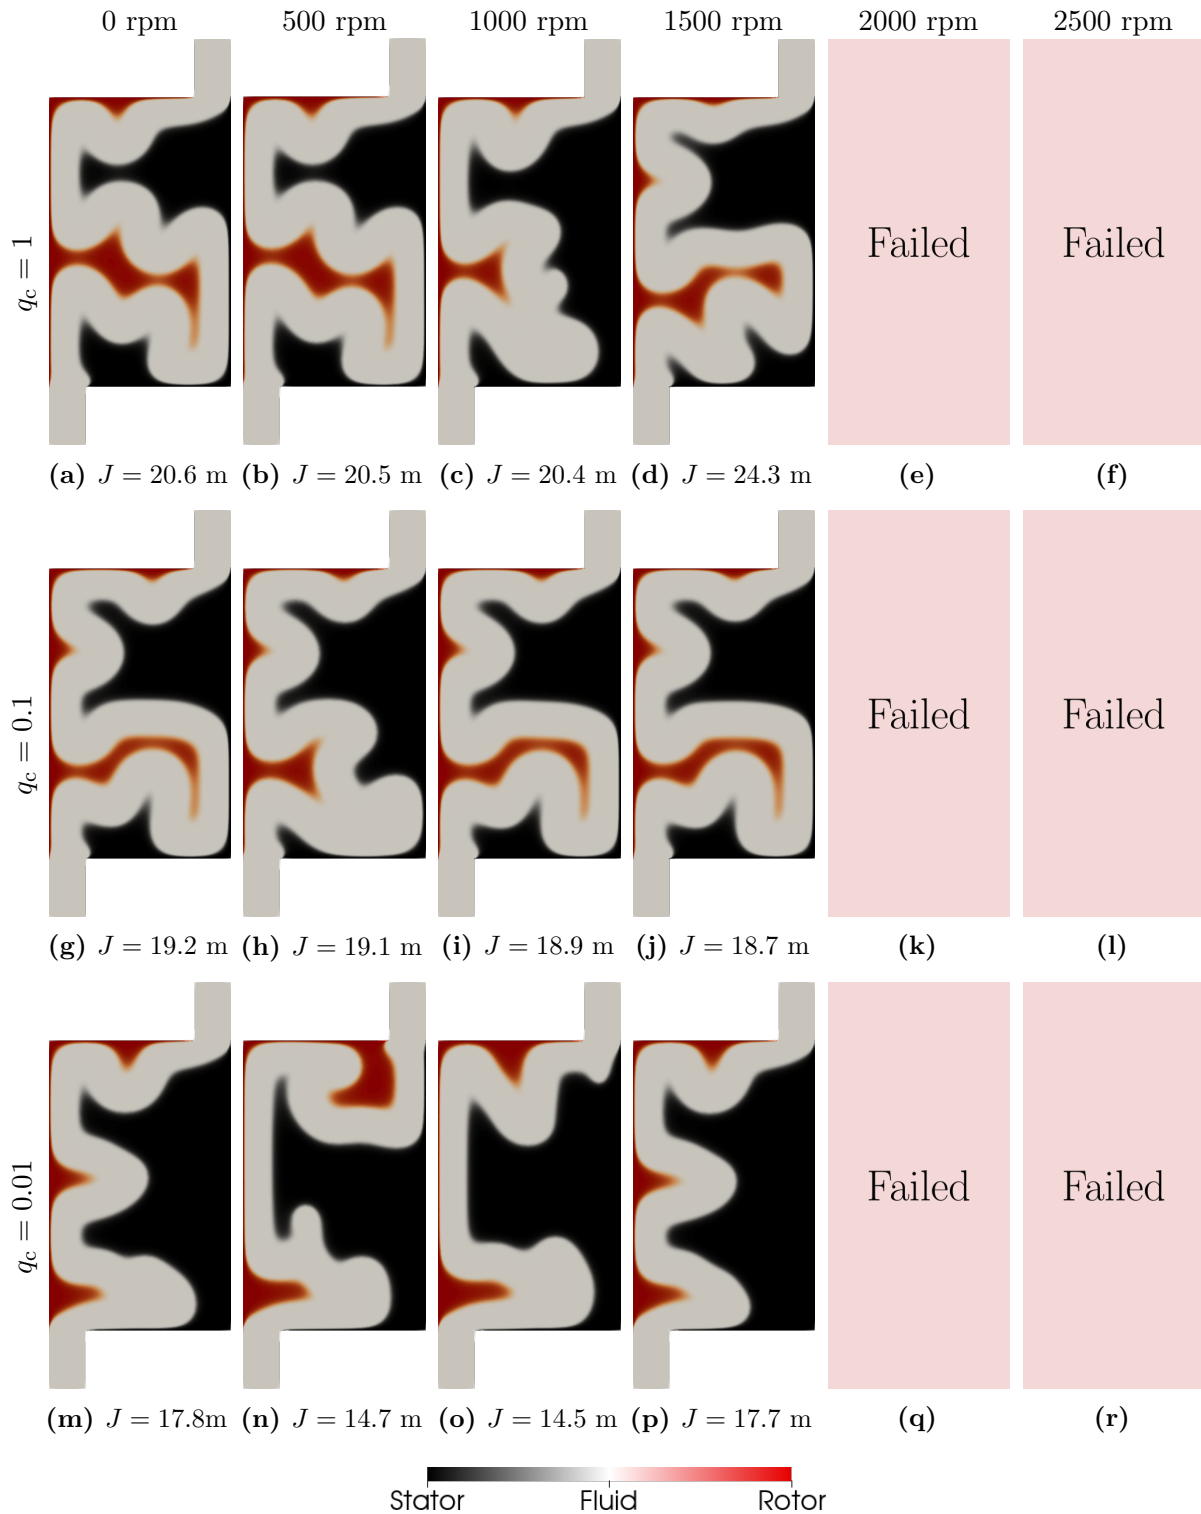 0 rpm 500 rpm 1000 rpm 1500 rpm 2000 rpm 2500 rpm
q_c = 1
Failed Failed
(a) J = 20.6 m (b) J = 20.5 m (c) J = 20.4 m (d) J = 24.3 m (e) (f)
q_c = 0.1
Failed Failed
(g) J = 19.2 m (h) J = 19.1 m (i) J = 18.9 m (j) J = 18.7 m (k) (l)
q_c = 0.01
Failed Failed
(m) J = 17.8m (n) J = 14.7 m (o) J = 14.5 m (p) J = 17.7 m (q) (r)
Stator Fluid Rotor